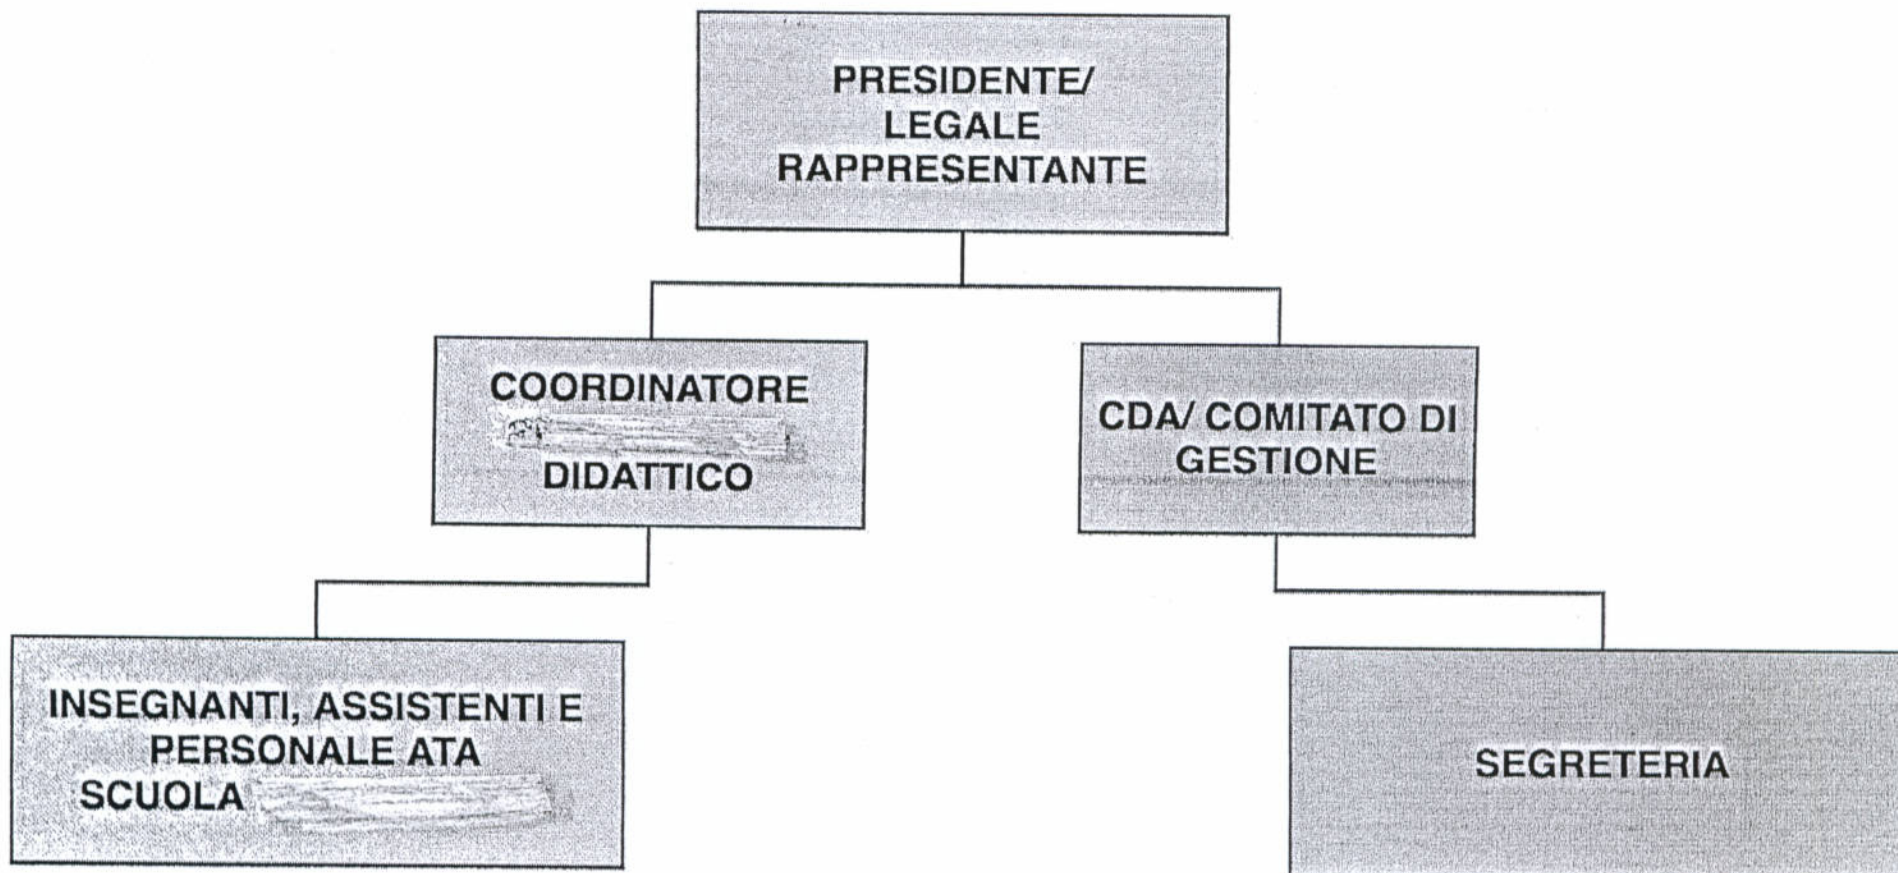 PRESIDENTE/
LEGALE
RAPPRESENTANTE
COORDINATORE
DIDATTICO
CDA/ COMITATO DI
GESTIONE
INSEGNANTI, ASSISTENTI E
PERSONALE ATA
SCUOLA
SEGRETERIA